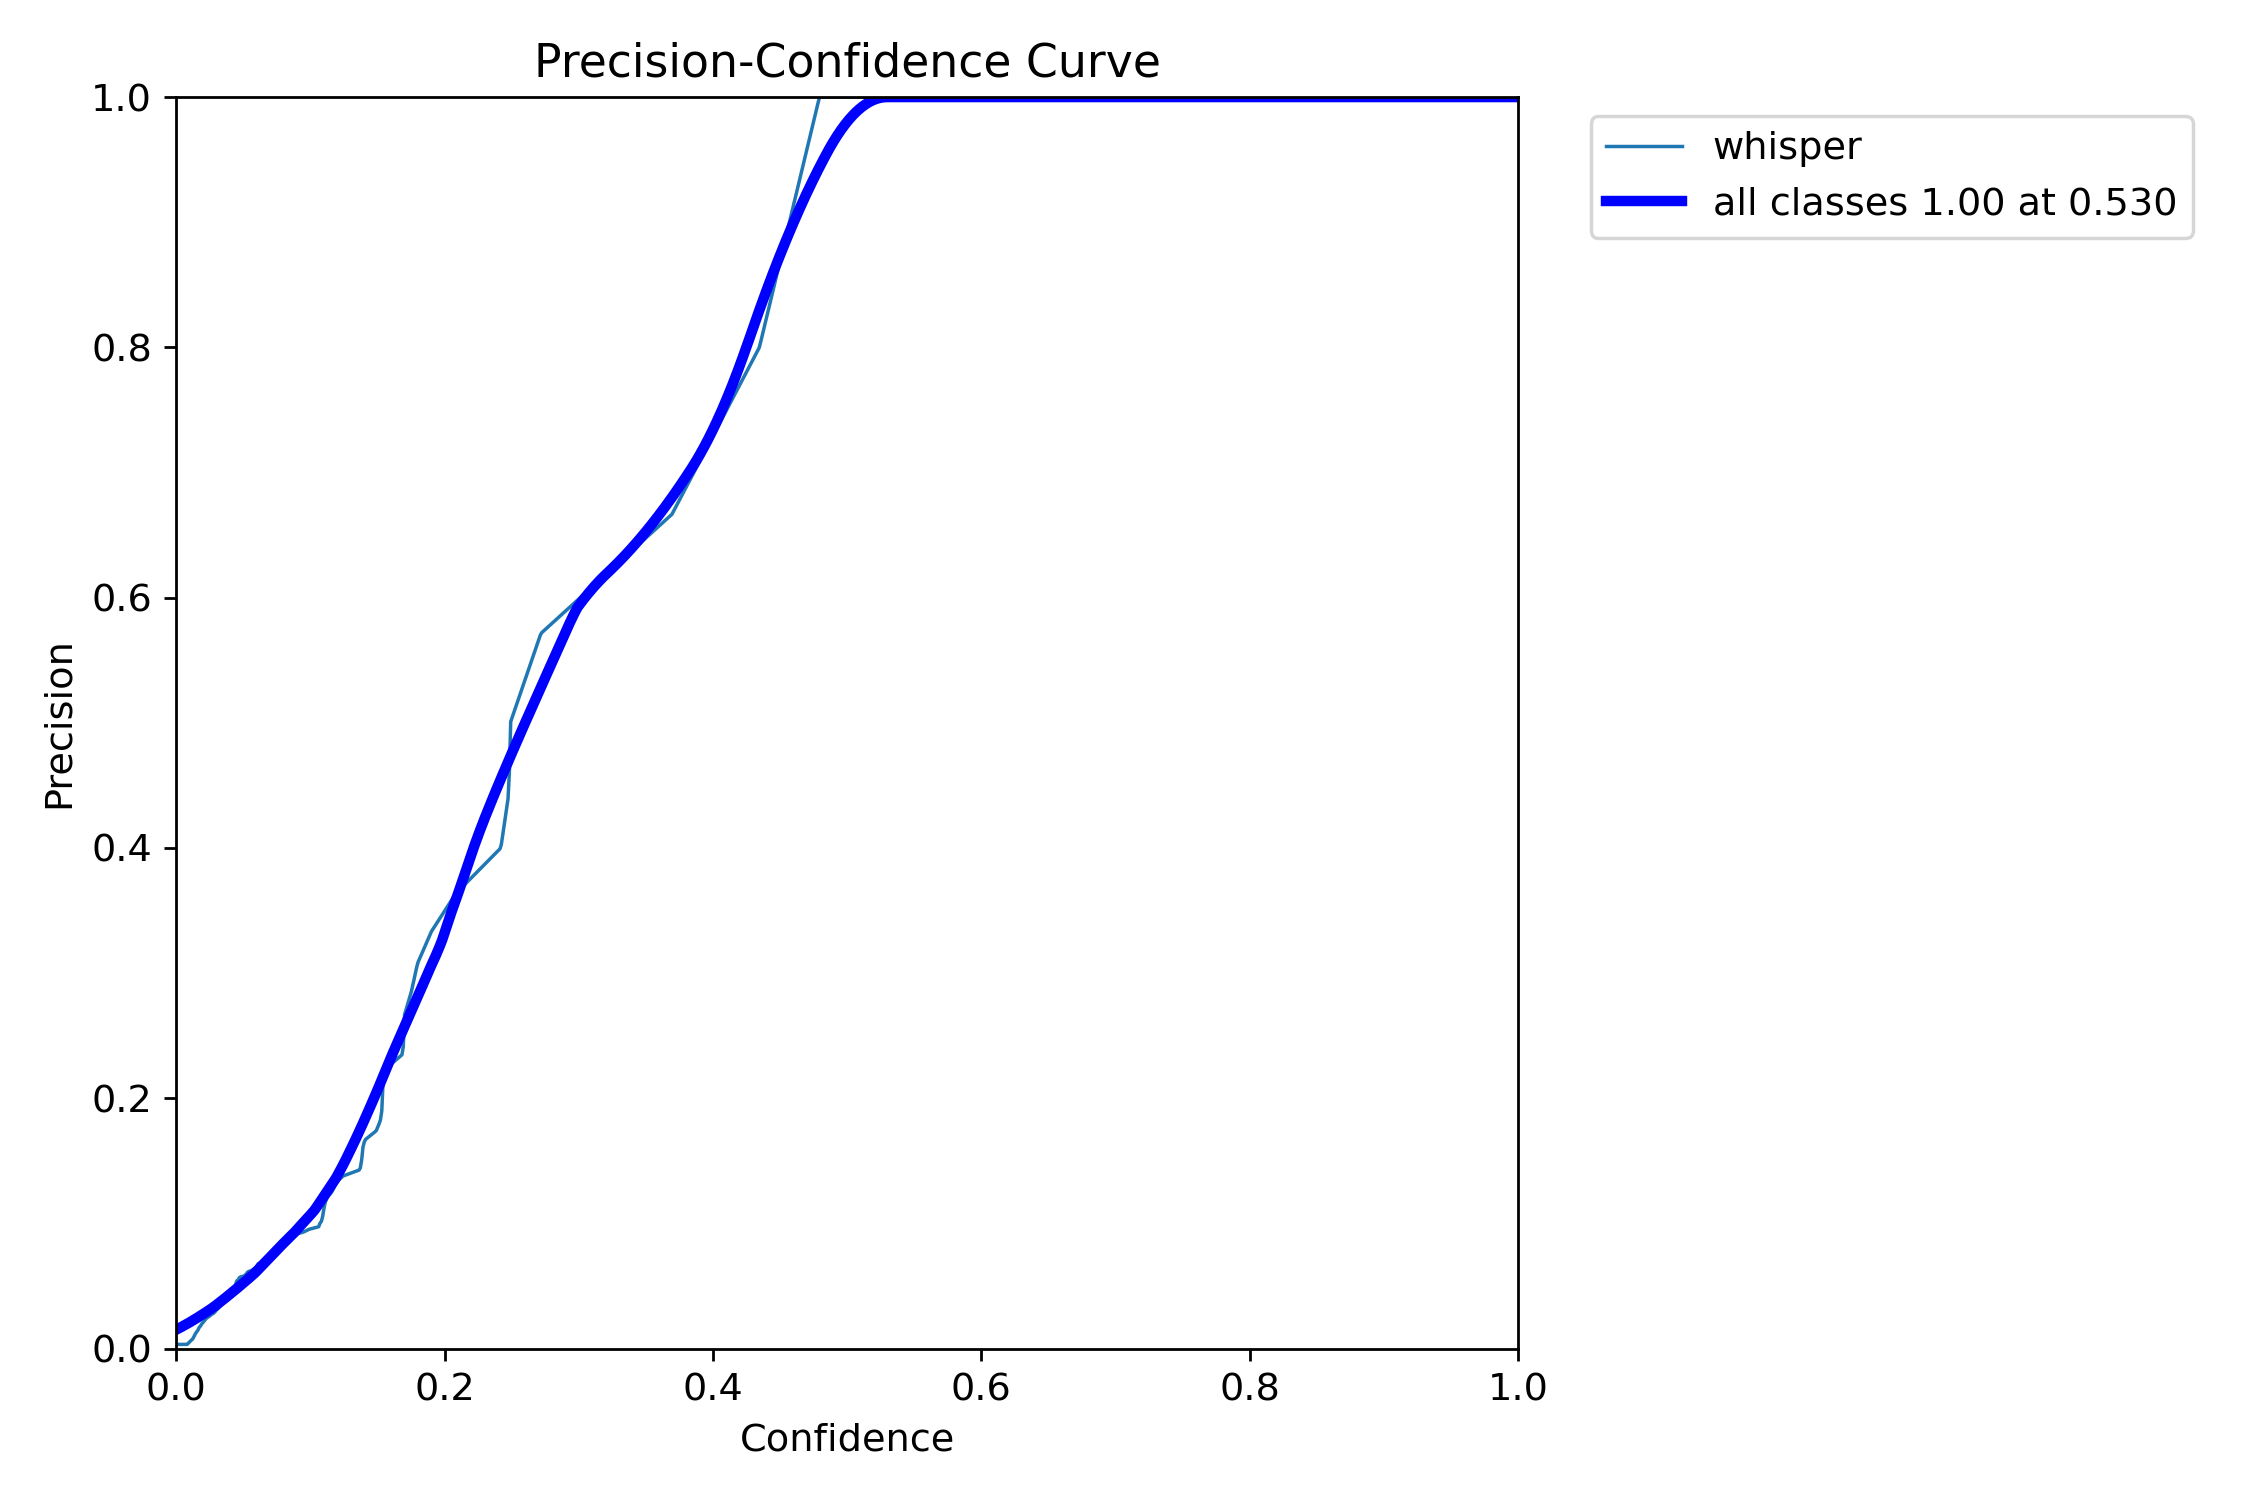 Precision-Confidence Curve
1.0
0.8
0.6
0.4
0.2
0.0
Precision
0.0 0.2 0.4 0.6 0.8 1.0
Confidence
whisper
all classes 1.00 at 0.530